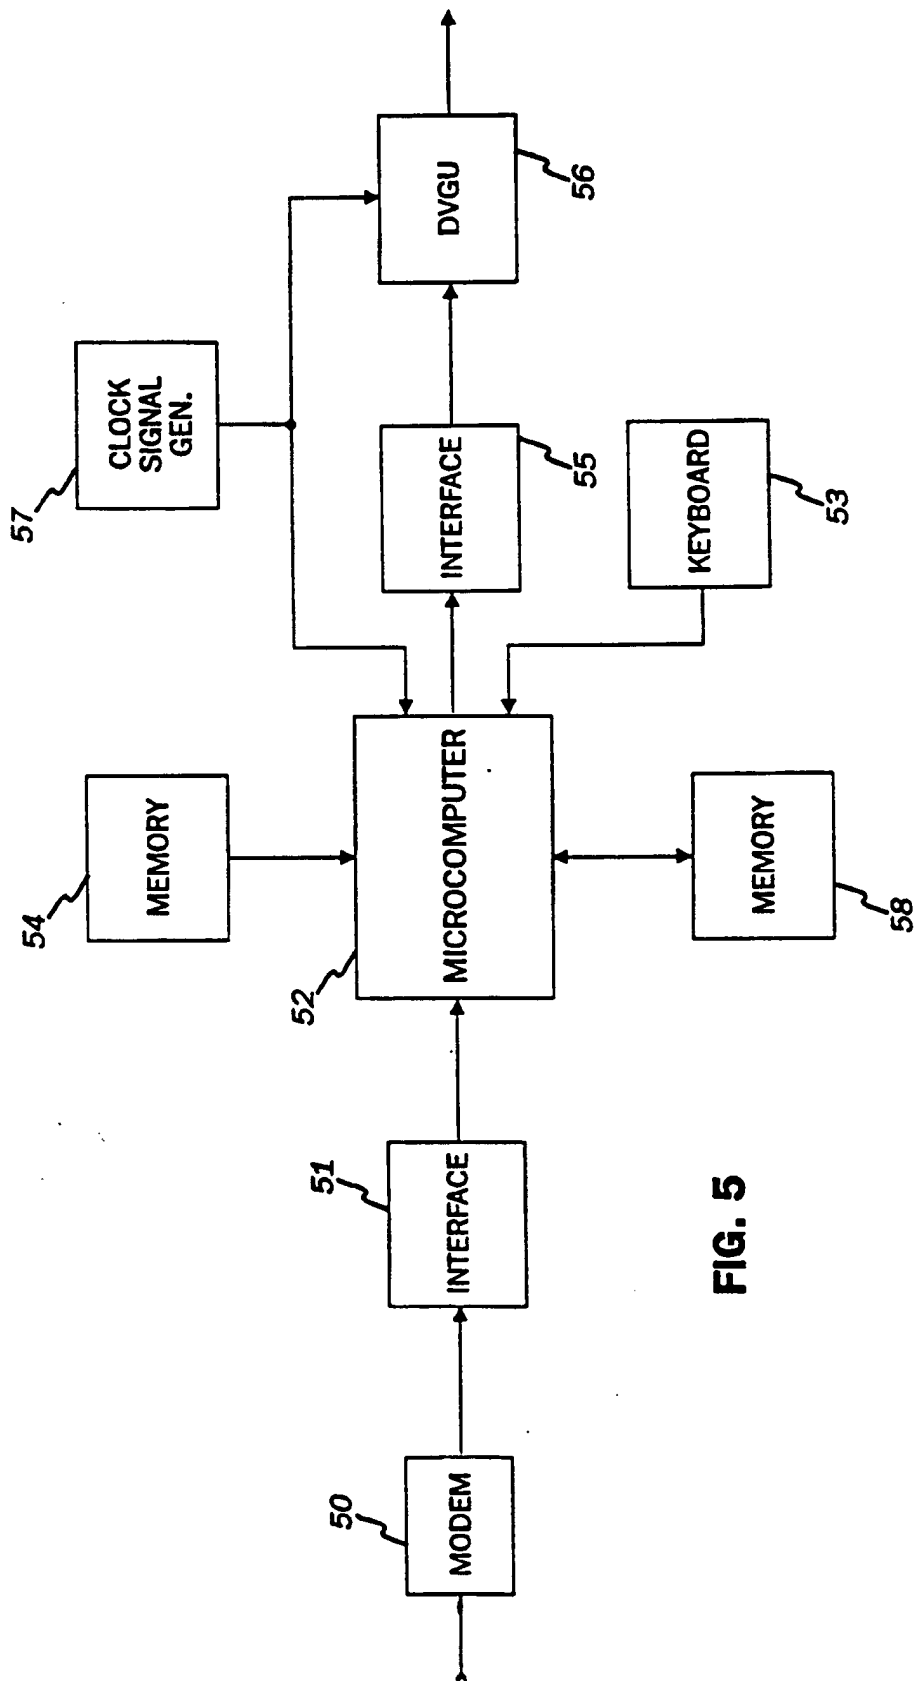 57
CLOCK
SIGNAL
GEN.
54
MEMORY
50
MODEM
51
INTERFACE
52
MICROCOMPUTER
INTERFACE
55
DVGU
56
KEYBOARD
53
MEMORY
58
FIG. 5